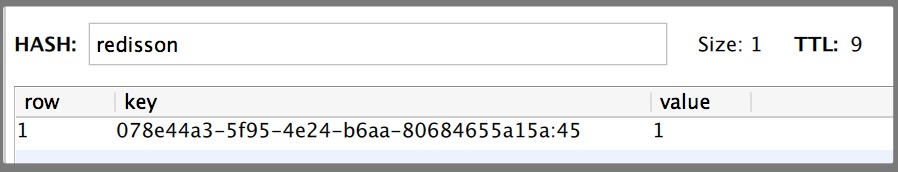 HASH: redisson Size: 1 TTL: 9
row key value
1 078e44a3-5f95-4e24-b6aa-80684655a15a:45 1